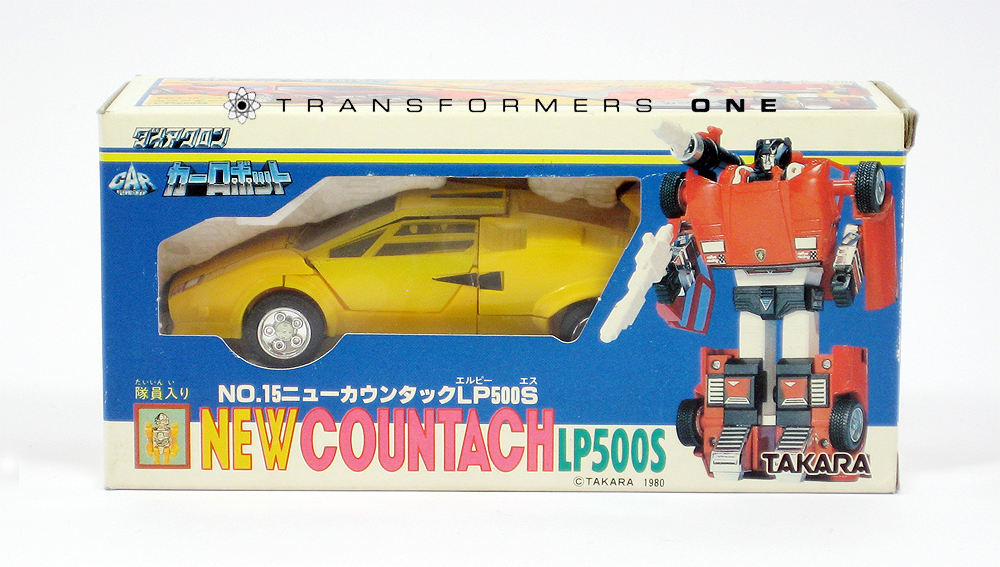 TRANSFORMERS ONE
ダイアクロン
CAR
カーロボット
たいいんい
隊員入り
エルピー エス
NO.15ニューカウンタックLP500S
NEW COUNTACH LP500S
TAKARA
©TAKARA 1980